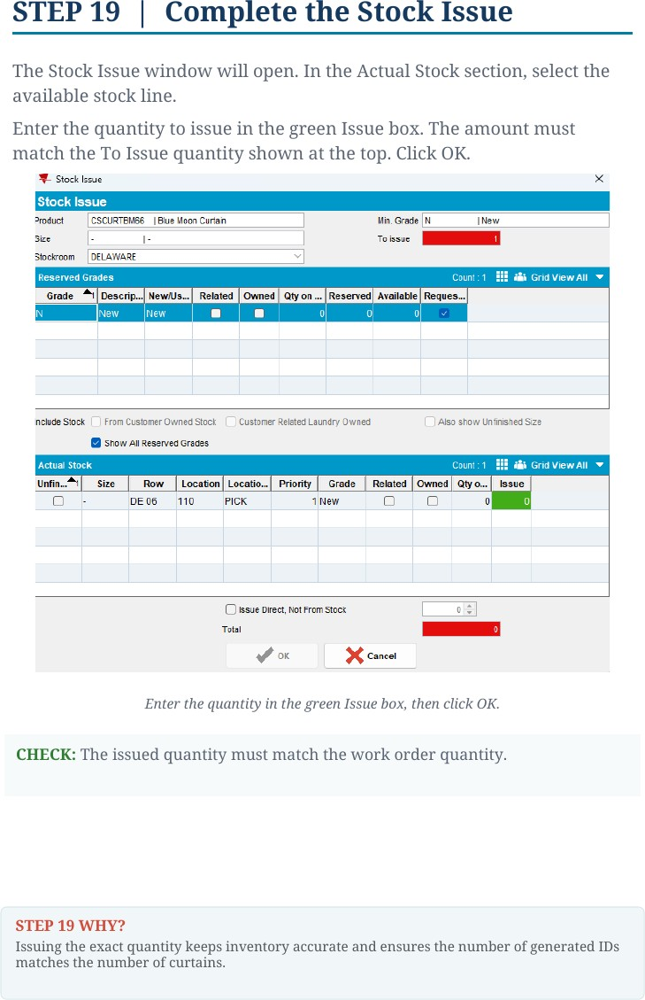 STEP 19 | Complete the Stock Issue
The Stock Issue window will open. In the Actual Stock section, select the
available stock line.
Enter the quantity to issue in the green Issue box. The amount must
match the To Issue quantity shown at the top. Click OK.
Stock Issue
Stock Issue
Product CSCURTBM66 | Blue Moon Curtain Min. Grade N | New
Size - | - To issue 1
Stockroom DELAWARE
Reserved Grades Count : 1 Grid View All
Grade 1 Descrip... New/Us... Related Owned Qty on ... Reserved Available Reques...
N New New 0 0 0
nclude Stock From Customer Owned Stock Customer Related Laundry Owned Also show Unfinished Size
Show All Reserved Grades
Actual Stock Count : 1 Grid View All
Unfin... 1 Size Row Location Locatio... Priority Grade Related Owned Qty o... Issue
- DE 06 110 PICK 1 New 0 0
Issue Direct, Not From Stock 0
Total 0
OK Cancel
Enter the quantity in the green Issue box, then click OK.
CHECK: The issued quantity must match the work order quantity.
STEP 19 WHY?
Issuing the exact quantity keeps inventory accurate and ensures the number of generated IDs
matches the number of curtains.